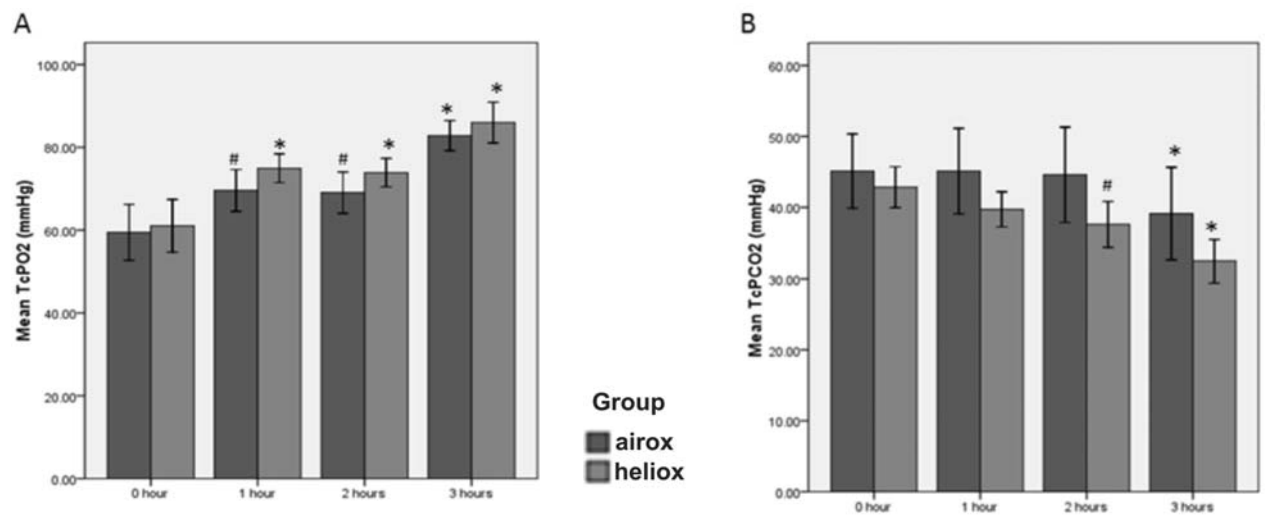 A
Mean TcPO2 (mmHg)
100.00
80.00
60.00
40.00
20.00
0.00
# * # * * *
0 hour 1 hour 2 hours 3 hours
Group
airox
heliox
B
Mean TcPCO2 (mmHg)
60.00
50.00
40.00
30.00
20.00
10.00
0.00
# * *
0 hour 1 hour 2 hours 3 hours